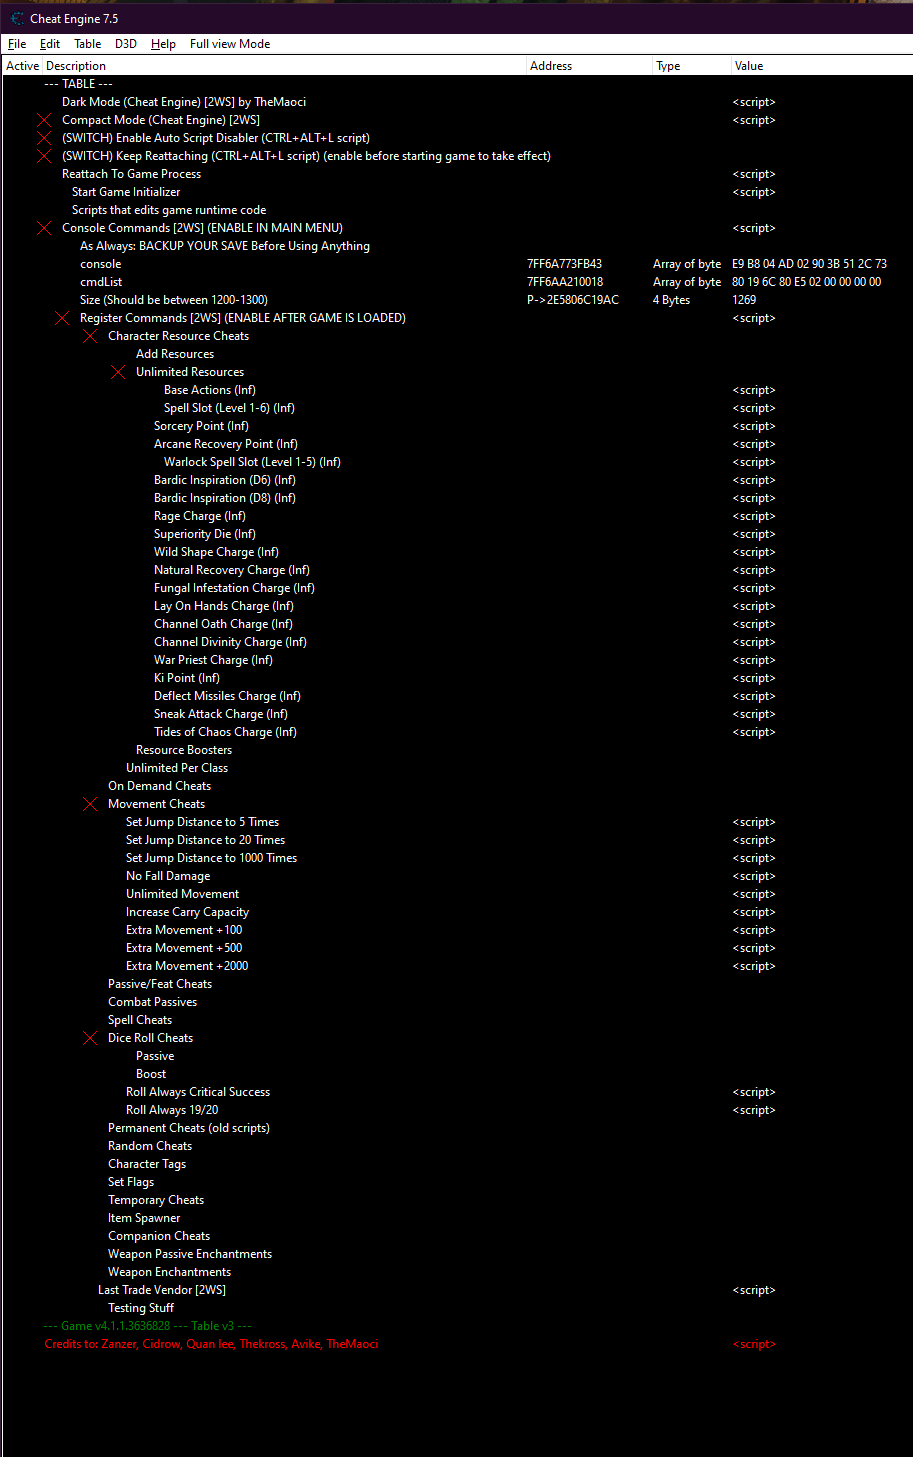 Cheat Engine 7.5
File Edit Table D3D Help Full view Mode
Active Description Address Type Value
--- TABLE ---
Dark Mode (Cheat Engine) [2WS] by TheMaoci <script>
Compact Mode (Cheat Engine) [2WS] <script>
(SWITCH) Enable Auto Script Disabler (CTRL+ALT+L script)
(SWITCH) Keep Reattaching (CTRL+ALT+L script) (enable before starting game to take effect)
Reattach To Game Process <script>
Start Game Initializer <script>
Scripts that edits game runtime code
Console Commands [2WS] (ENABLE IN MAIN MENU) <script>
As Always: BACKUP YOUR SAVE Before Using Anything
console 7FF6A773FB43 Array of byte E9 B8 04 AD 02 90 3B 51 2C 73
cmdList 7FF6AA210018 Array of byte 80 19 6C 80 E5 02 00 00 00 00
Size (Should be between 1200-1300) P->2E5806C19AC 4 Bytes 1269
Register Commands [2WS] (ENABLE AFTER GAME IS LOADED) <script>
Character Resource Cheats
Add Resources
Unlimited Resources
Base Actions (Inf) <script>
Spell Slot (Level 1-6) (Inf) <script>
Sorcery Point (Inf) <script>
Arcane Recovery Point (Inf) <script>
Warlock Spell Slot (Level 1-5) (Inf) <script>
Bardic Inspiration (D6) (Inf) <script>
Bardic Inspiration (D8) (Inf) <script>
Rage Charge (Inf) <script>
Superiority Die (Inf) <script>
Wild Shape Charge (Inf) <script>
Natural Recovery Charge (Inf) <script>
Fungal Infestation Charge (Inf) <script>
Lay On Hands Charge (Inf) <script>
Channel Oath Charge (Inf) <script>
Channel Divinity Charge (Inf) <script>
War Priest Charge (Inf) <script>
Ki Point (Inf) <script>
Deflect Missiles Charge (Inf) <script>
Sneak Attack Charge (Inf) <script>
Tides of Chaos Charge (Inf) <script>
Resource Boosters
Unlimited Per Class
On Demand Cheats
Movement Cheats
Set Jump Distance to 5 Times <script>
Set Jump Distance to 20 Times <script>
Set Jump Distance to 1000 Times <script>
No Fall Damage <script>
Unlimited Movement <script>
Increase Carry Capacity <script>
Extra Movement +100 <script>
Extra Movement +500 <script>
Extra Movement +2000 <script>
Passive/Feat Cheats
Combat Passives
Spell Cheats
Dice Roll Cheats
Passive
Boost
Roll Always Critical Success <script>
Roll Always 19/20 <script>
Permanent Cheats (old scripts)
Random Cheats
Character Tags
Set Flags
Temporary Cheats
Item Spawner
Companion Cheats
Weapon Passive Enchantments
Weapon Enchantments
Last Trade Vendor [2WS] <script>
Testing Stuff
--- Game v4.1.1.3636828 --- Table v3 ---
Credits to: Zanzer, Cidrow, Quan lee, Thekross, Avike, TheMaoci <script>